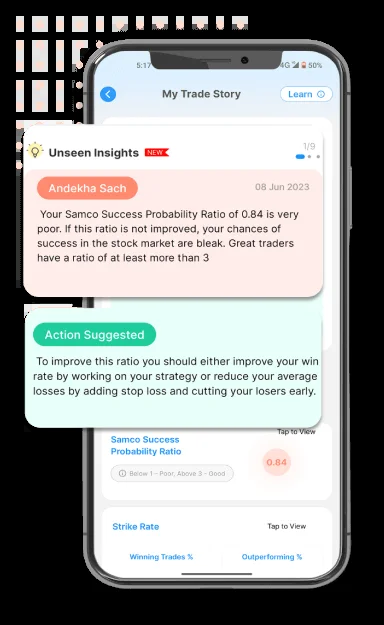 5:17
4G
50%
My Trade Story
Learn
Unseen Insights NEW
1/9
Andekha Sach
08 Jun 2023
Your Samco Success Probability Ratio of 0.84 is very
poor. If this ratio is not improved, your chances of
success in the stock market are bleak. Great traders
have a ratio of at least more than 3
Action Suggested
To improve this ratio you should either improve your win
rate by working on your strategy or reduce your average
losses by adding stop loss and cutting your losers early.
Tap to View
Samco Success
Probability Ratio
0.84
Below 1 - Poor, Above 3 - Good
Strike Rate
Tap to View
Winning Trades %
Outperforming %